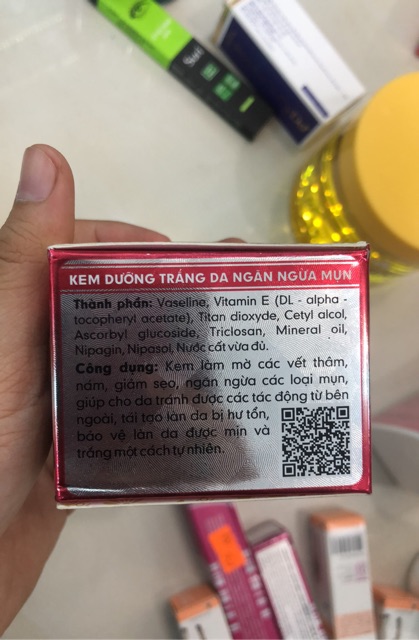 KEM DƯỠNG TRẮNG DA NGĂN NGỪA MỤN
Thành phần: Vaseline, Vitamin E (DL - alpha -
tocopheryl acetate), Titan dioxyde, Cetyl alcol,
Ascorbyl glucoside, Triclosan, Mineral oil,
Nipagin, Nipasol, Nước cất vừa đủ.
Công dụng: Kem làm mờ các vết thâm,
nám, giảm sẹo, ngăn ngừa các loại mụn,
giúp cho da tránh được các tác động từ bên
ngoài, tái tạo làn da bị hư tổn,
bảo vệ làn da được mịn và
trắng một cách tự nhiên.